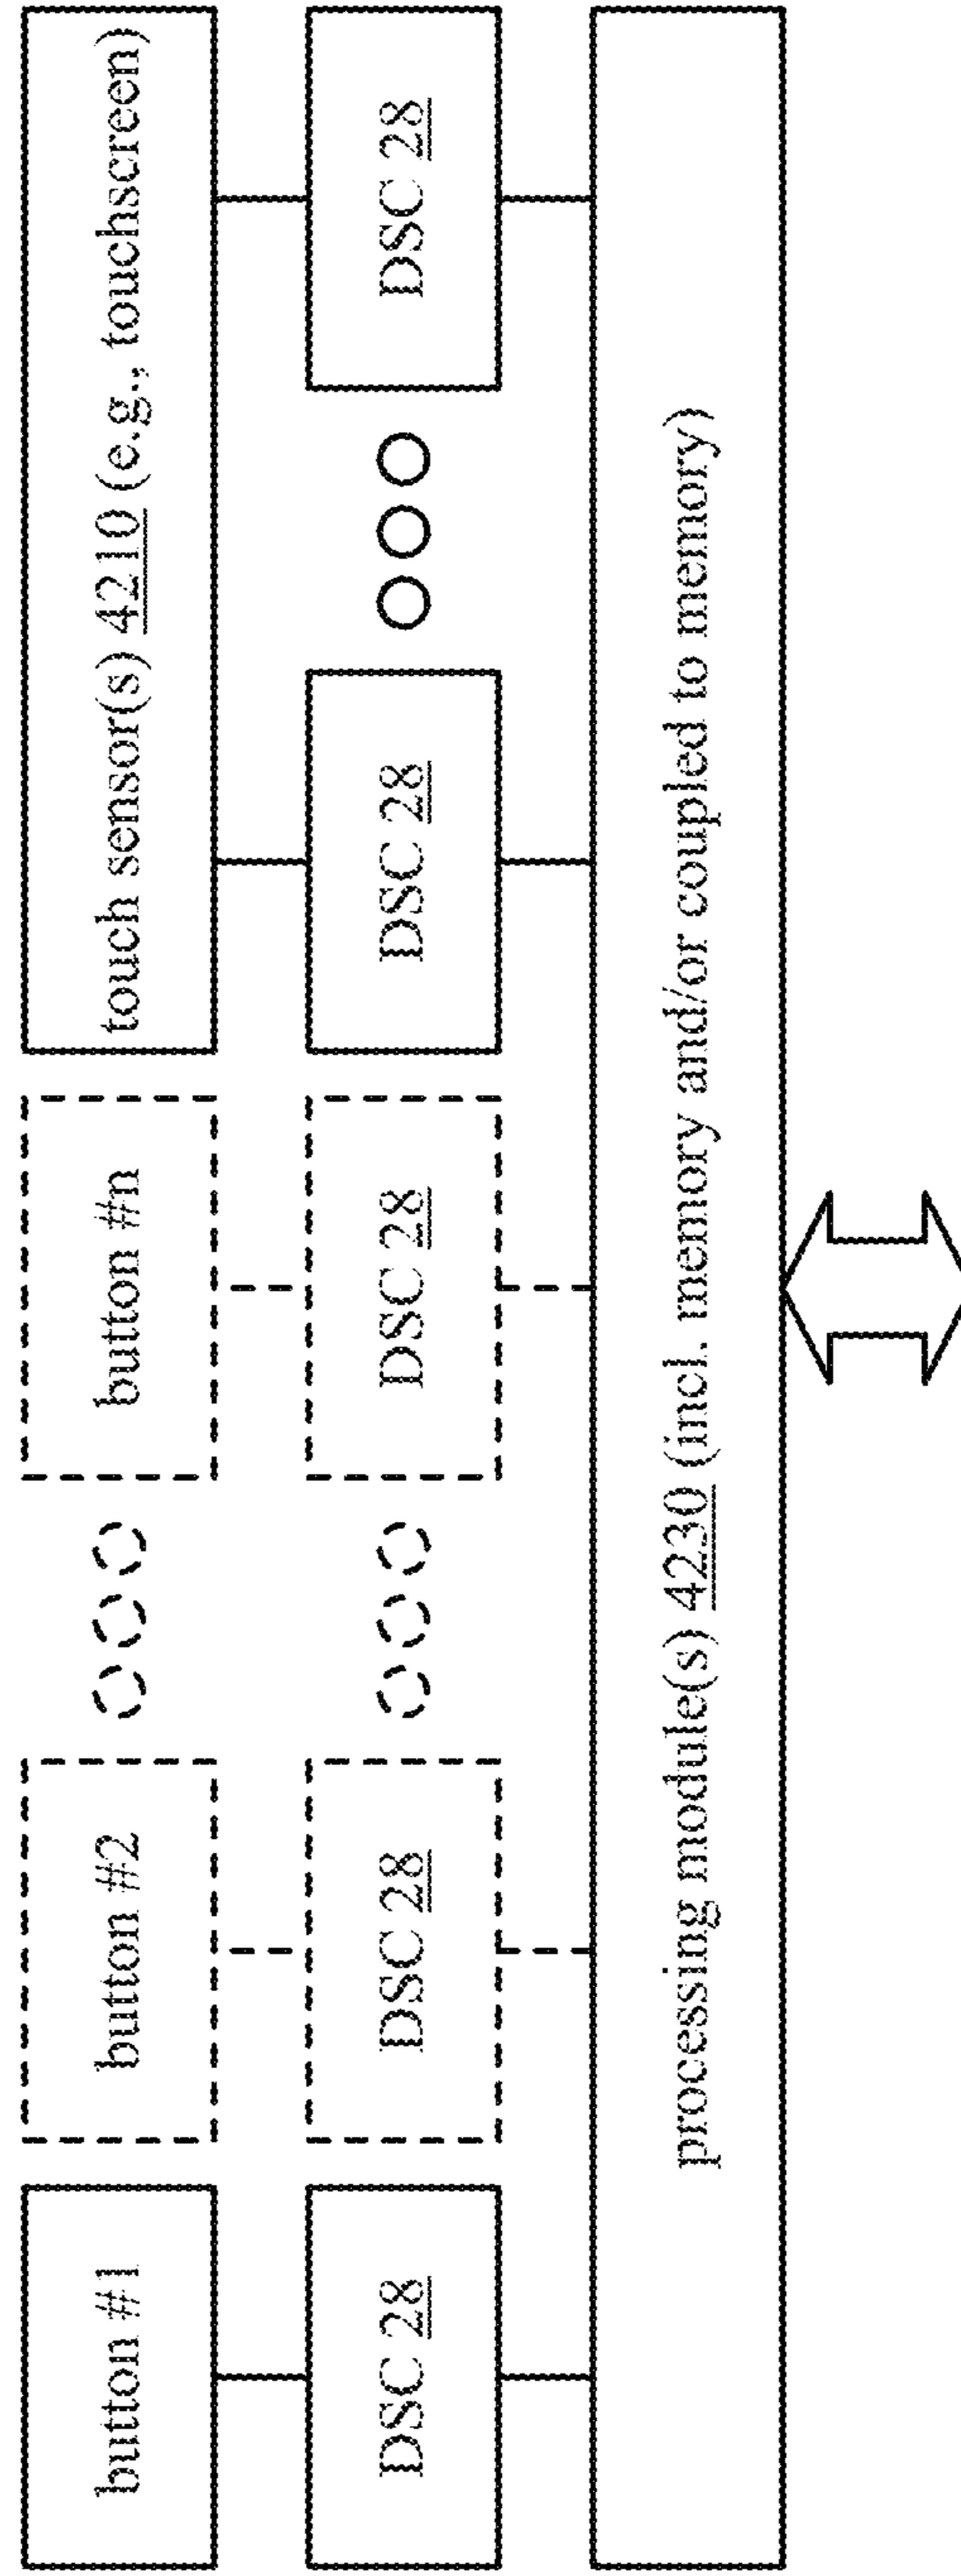 button #1
button #2
button #n
touch sensor(s) 4210 (e.g., touchscreen)
DSC 28
DSC 28
DSC 28
DSC 28
DSC 28
processing module(s) 4230 (incl. memory and/or coupled to memory)